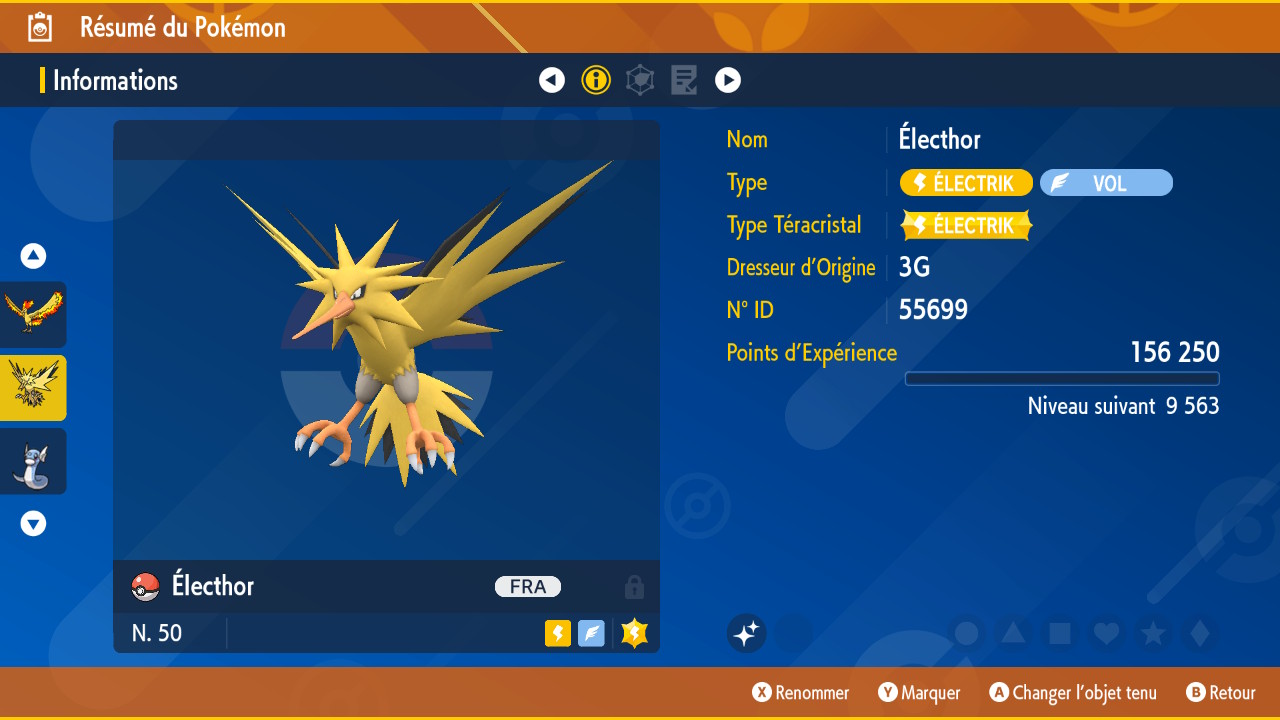 Résumé du Pokémon
Informations
Nom Électhor
Type ÉLECTRIK VOL
Type Téracristal ÉLECTRIK
Dresseur d'Origine 3G
N° ID 55699
Points d'Expérience 156 250
Niveau suivant 9 563
Électhor FRA
N. 50
X Renommer Y Marquer A Changer l'objet tenu B Retour